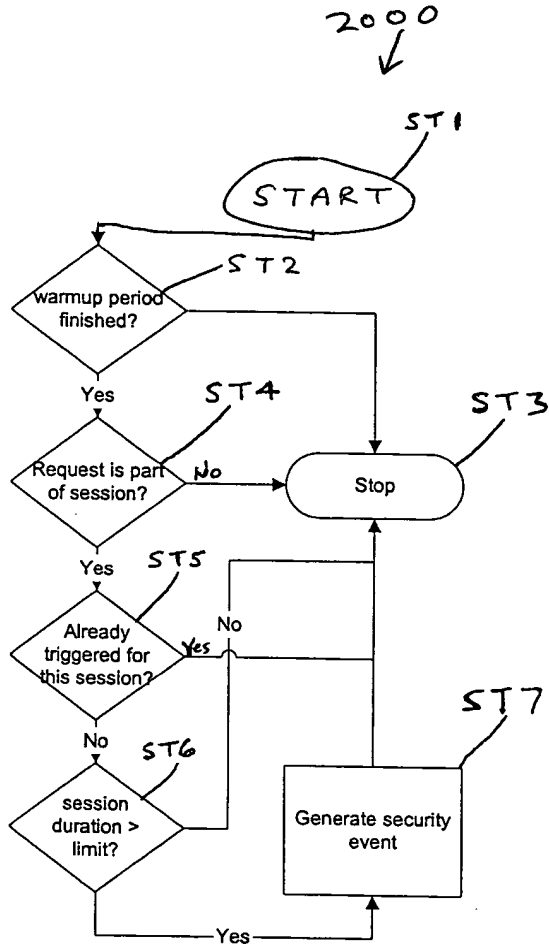 2000
ST1
START
ST2
warmup period
finished?
Yes
ST4
ST3
Request is part
of session?
No
Stop
Yes
ST5
Already
triggered for
this session?
Yes
No
No
ST6
ST7
session
duration >
limit?
Generate security
event
Yes